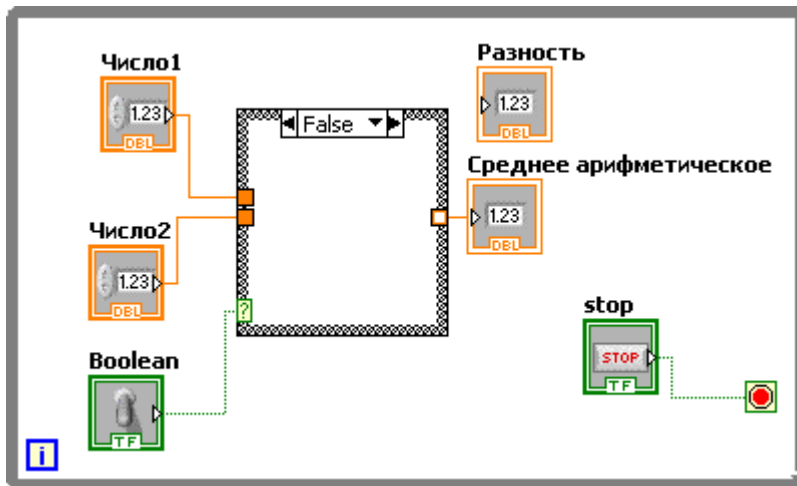 Число1
1.23
DBL
False
Разность
1.23
DBL
Среднее арифметическое
1.23
DBL
Число2
1.23
DBL
?
Boolean
TF
stop
STOP
TF
i